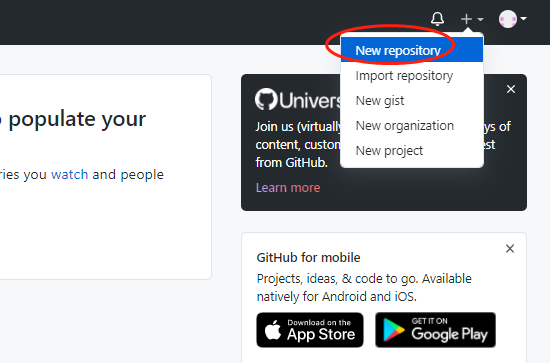 New repository
Import repository
New gist
New organization
New project
populate your
ries you watch and people
Univers
Join us (virtually
ys of
content, custom
est
from GitHub.
Learn more
GitHub for mobile
Projects, ideas, & code to go. Available
natively for Android and iOS.
Download on the
App Store
GET IT ON
Google Play